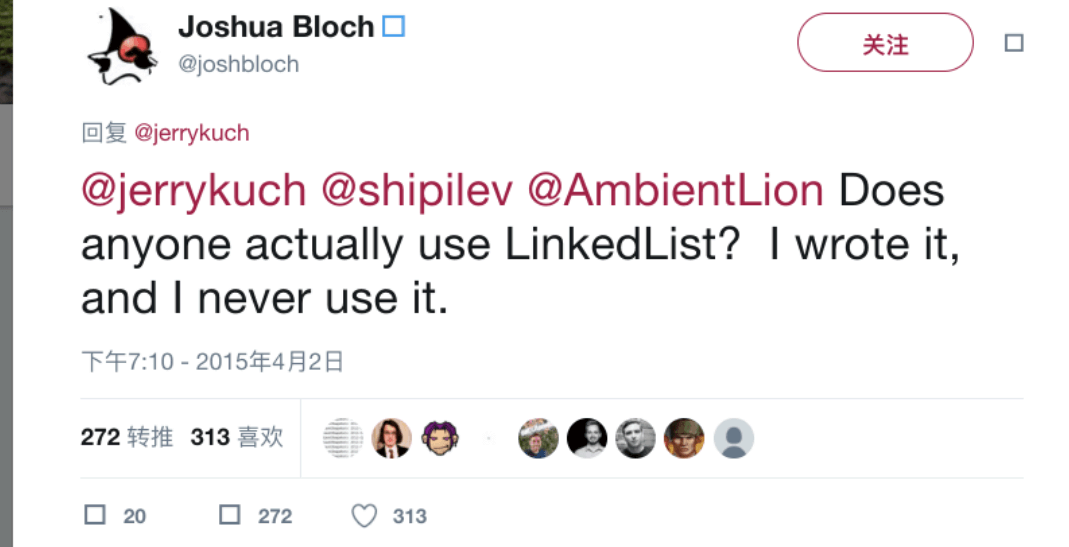 Joshua Bloch
@joshbloch
关注
回复 @jerrykuch
@jerrykuch @shipilev @AmbientLion Does
anyone actually use LinkedList?  I wrote it,
and I never use it.
下午7:10 - 2015年4月2日
272 转推 313 喜欢
20 272 313